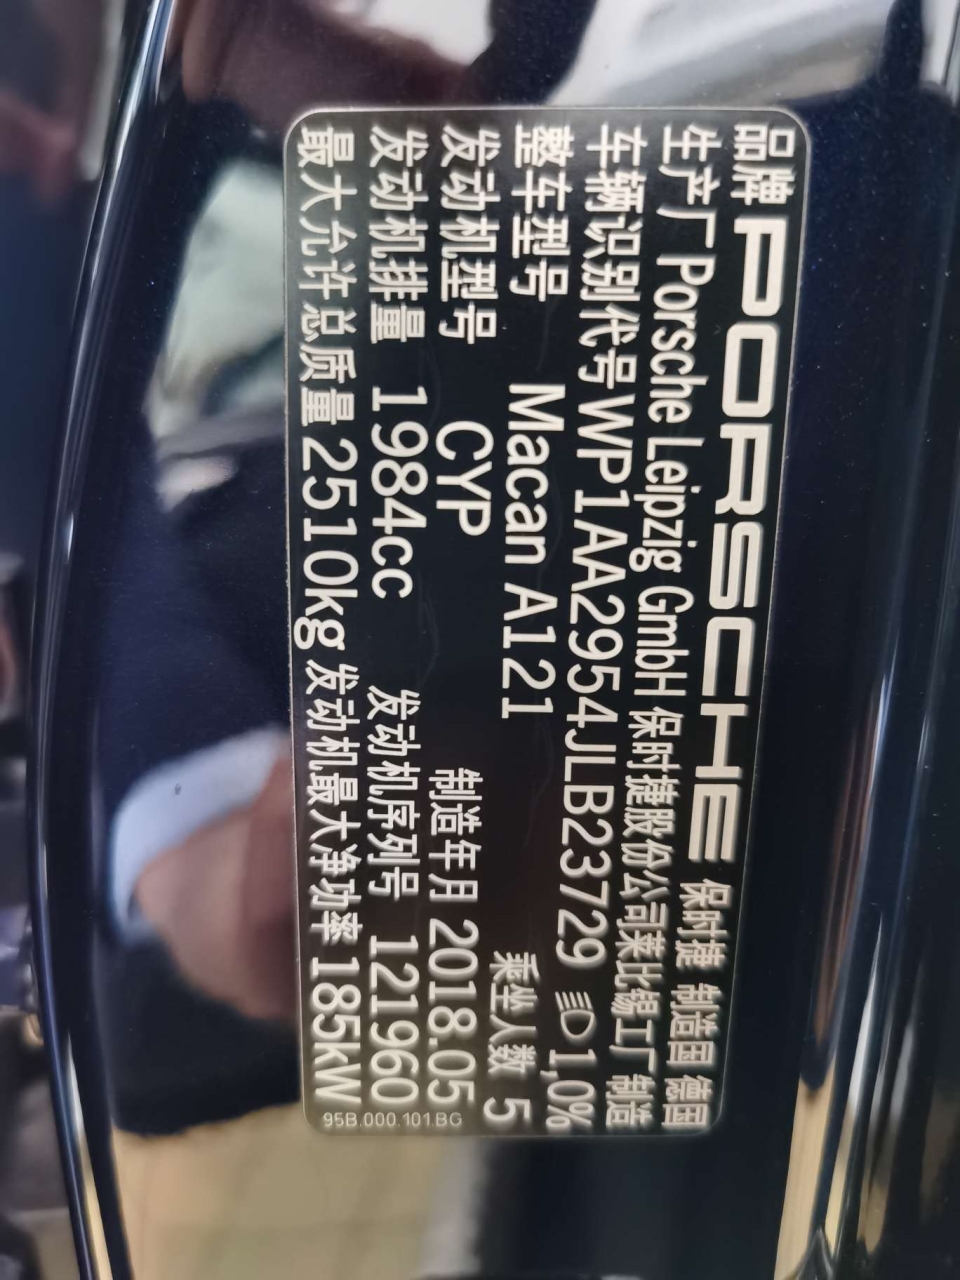 品牌 PORSCHE 保时捷 制造国 德国
生产厂 Porsche Leipzig GmbH 保时捷股份公司莱比锡工厂 制造
车辆识别代号 WP1AA2954JLB23729 1,0%
整车型号 Macan A121 乘坐人数 5
发动机型号 CYP 制造年月 2018.05
发动机排量 1984cc 发动机序列号 121960
最大允许总质量 2510kg 发动机最大净功率 185kW
95B.000.101.BG